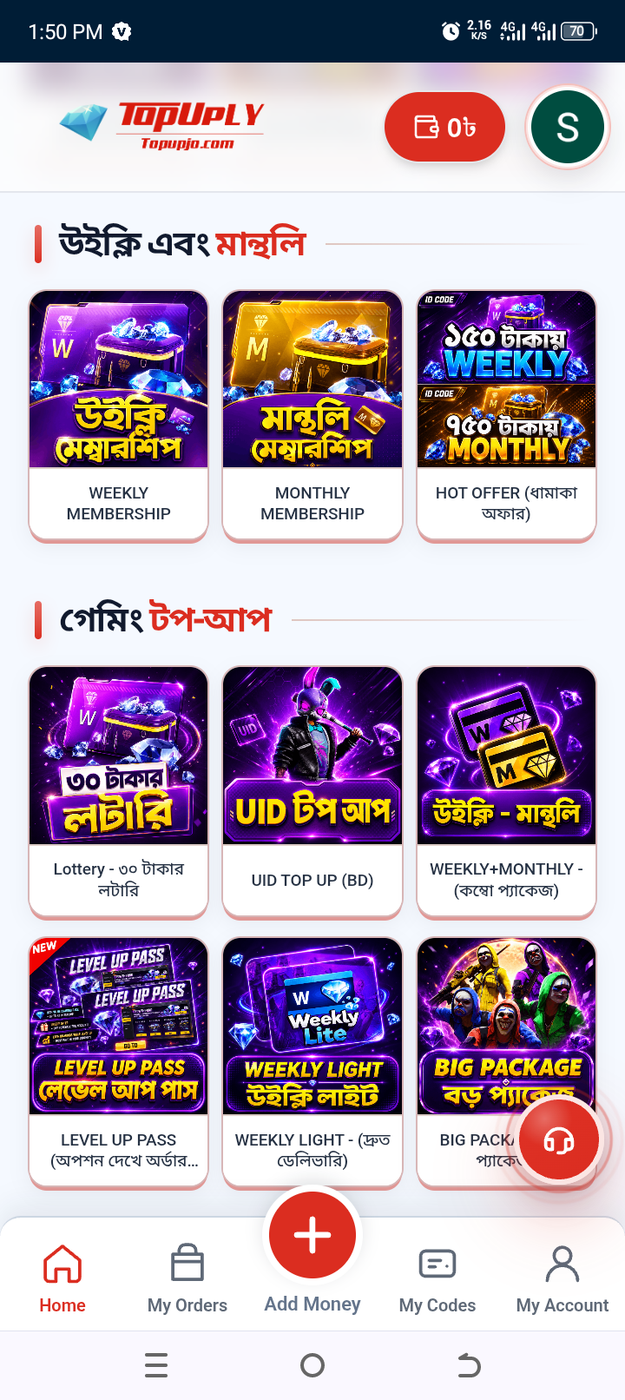 1:50 PM
2.16 K/S 4G 4G 70
TopUpLY
Topupjo.com
0৳
S
উইক্লি এবং মান্থলি
W
উইক্লি
মেম্বারশিপ
WEEKLY
MEMBERSHIP
M
মান্থলি
মেম্বারশিপ
MONTHLY
MEMBERSHIP
ID CODE
১৫০ টাকায়
WEEKLY
ID CODE
৭৫০ টাকায়
MONTHLY
HOT OFFER (ধামাকা
অফার)
গেমিং টপ-আপ
W
৩০ টাকার
লটারি
Lottery - ৩০ টাকার
লটারি
UID
UID টপ আপ
UID TOP UP (BD)
W
M
উইক্লি - মান্থলি
WEEKLY+MONTHLY -
(কম্বো প্যাকেজ)
NEW
LEVEL UP PASS
LEVEL UP PASS
LEVEL UP PASS
লেভেল আপ পাস
LEVEL UP PASS
(অপশন দেখে অর্ডার...
W
Weekly
Lite
WEEKLY LIGHT
উইক্লি লাইট
WEEKLY LIGHT - (দ্রুত
ডেলিভারি)
BIG PACKAGE
বড় প্যাকেজ
BIG
Home
My Orders
Add Money
My Codes
My Account